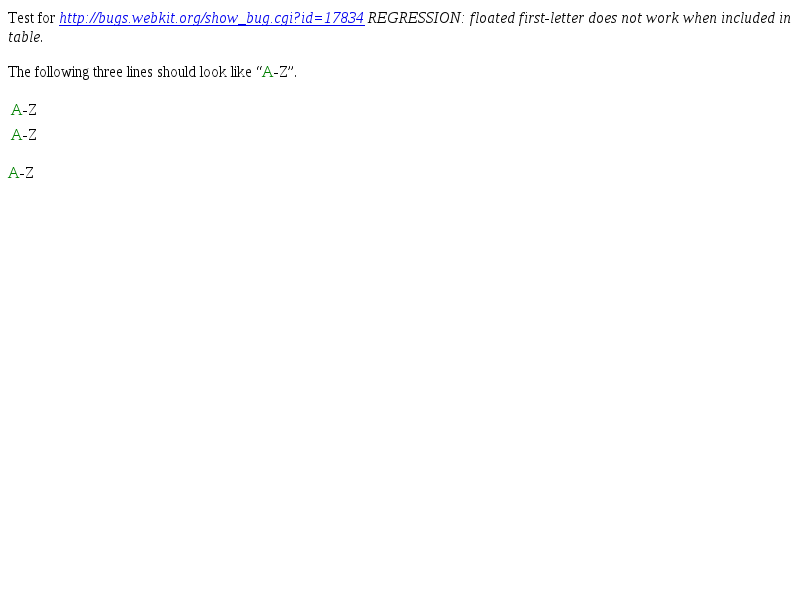 Test for http://bugs.webkit.org/show_bug.cgi?id=17834 REGRESSION: floated first-letter does not work when included in
table.
The following three lines should look like “A-Z”.
A-Z
A-Z
A-Z